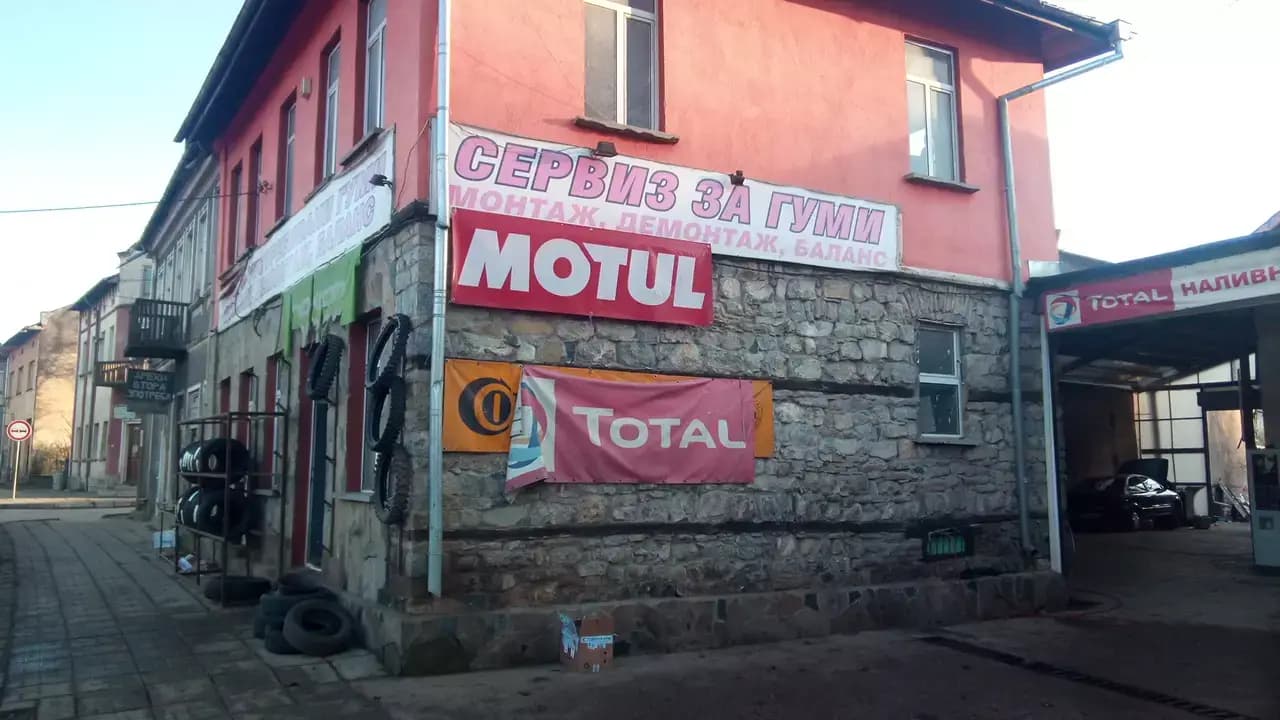 СЕРВИЗ ЗА ГУМИ
МОНТАЖ, ДЕМОНТАЖ, БАЛАНС
MOTUL
TOTAL
TOTAL НАЛИВН
ВТОРА
УПОТРЕБА